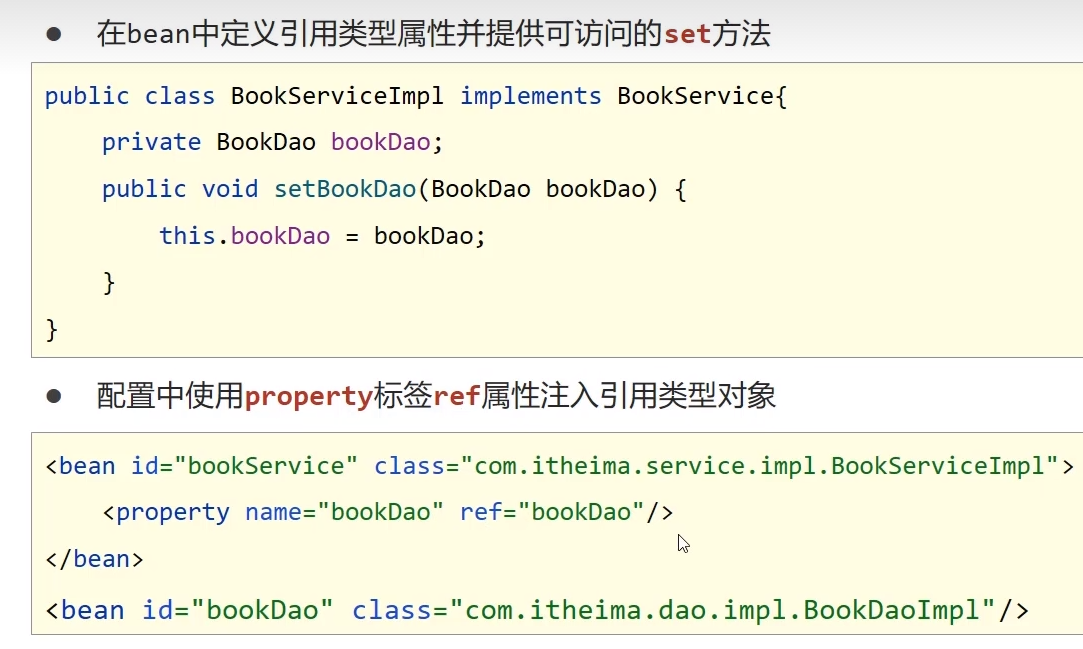 ● 在bean中定义引用类型属性并提供可访问的set方法
public class BookServiceImpl implements BookService{
    private BookDao bookDao;
    public void setBookDao(BookDao bookDao) {
        this.bookDao = bookDao;
    }
}
● 配置中使用property标签ref属性注入引用类型对象
<bean id="bookService" class="com.itheima.service.impl.BookServiceImpl">
    <property name="bookDao" ref="bookDao"/>
</bean>
<bean id="bookDao" class="com.itheima.dao.impl.BookDaoImpl"/>